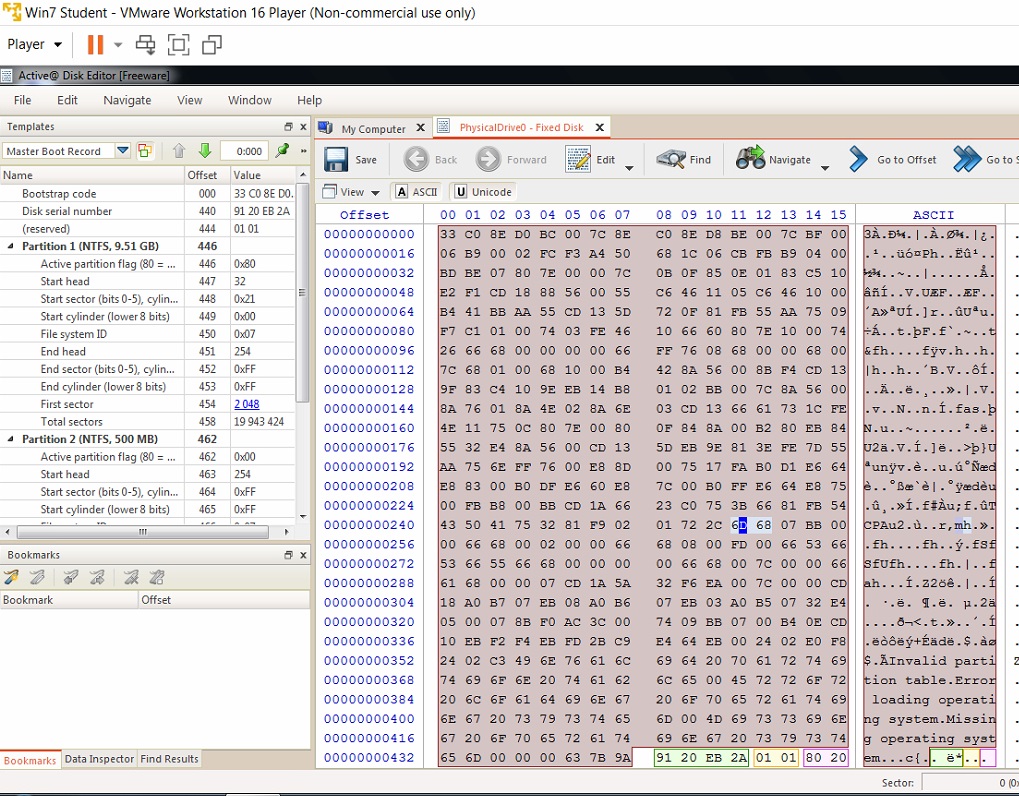 Win7 Student - VMware Workstation 16 Player (Non-commercial use only)
Player
Active@ Disk Editor [Freeware]
File Edit Navigate View Window Help
Templates
My Computer PhysicalDrive0 - Fixed Disk
Master Boot Record 0:000
Save Back Forward Edit Find Navigate Go to Offset Go to S
View ASCII Unicode
Name Offset Value
Bootstrap code 000 33 C0 8E D0.
Disk serial number 440 91 20 EB 2A
(reserved) 444 01 01
Partition 1 (NTFS, 9.51 GB) 446
Active partition flag (80 = ... 446 0x80
Start head 447 32
Start sector (bits 0-5), cylin... 448 0x21
Start cylinder (lower 8 bits) 449 0x00
File system ID 450 0x07
End head 451 254
End sector (bits 0-5), cylin... 452 0xFF
End cylinder (lower 8 bits) 453 0xFF
First sector 454 2 048
Total sectors 458 19 943 424
Partition 2 (NTFS, 500 MB) 462
Active partition flag (80 = ... 462 0x00
Start head 463 254
Start sector (bits 0-5), cylin... 464 0xFF
Start cylinder (lower 8 bits) 465 0xFF
Bookmarks
Bookmark Offset
Bookmarks Data Inspector Find Results
Offset 00 01 02 03 04 05 06 07 08 09 10 11 12 13 14 15 ASCII
00000000000 33 C0 8E D0 BC 00 7C 8E C0 8E D8 BE 00 7C BF 00 3À.Ð¼.|.À.Ø¾.|¿.
00000000016 06 B9 00 02 FC F3 A4 50 68 1C 06 CB FB B9 04 00 .¹..üó¤Ph..Ëû¹..
00000000032 BD BE 07 80 7E 00 00 7C 0B 0F 85 0E 01 83 C5 10 ½¾..~..|......Å.
00000000048 E2 F1 CD 18 88 56 00 55 C6 46 11 05 C6 46 10 00 âñÍ..V.UÆF..ÆF..
00000000064 B4 41 BB AA 55 CD 13 5D 72 0F 81 FB 55 AA 75 09 ´A»ªUÍ.]r..ûUªu.
00000000080 F7 C1 01 00 74 03 FE 46 10 66 60 80 7E 10 00 74 ÷Á..t.þF.f`.~..t
00000000096 26 66 68 00 00 00 00 66 FF 76 08 68 00 00 68 00 &fh....fÿv.h..h.
00000000112 7C 68 01 00 68 10 00 B4 42 8A 56 00 8B F4 CD 13 |h..h..´B.V..ôÍ.
00000000128 9F 83 C4 10 9E EB 14 B8 01 02 BB 00 7C 8A 56 00 ..Ä..ë.¸..».|.V.
00000000144 8A 76 01 8A 4E 02 8A 6E 03 CD 13 66 61 73 1C FE .v..N..n.Í.fas.þ
00000000160 4E 11 75 0C 80 7E 00 80 0F 84 8A 00 B2 80 EB 84 N.u..~......².ë.
00000000176 55 32 E4 8A 56 00 CD 13 5D EB 9E 81 3E FE 7D 55 U2ä.V.Í.]ë..>þ}U
00000000192 AA 75 6E FF 76 00 E8 8D 00 75 17 FA B0 D1 E6 64 ªunÿv.è..u.ú°Ñæd
00000000208 E8 83 00 B0 DF E6 60 E8 7C 00 B0 FF E6 64 E8 75 è..°ßæ`è|.°ÿædèu
00000000224 00 FB B8 00 BB CD 1A 66 23 C0 75 3B 66 81 FB 54 .û¸.»Í.f#Àu;f.ûT
00000000240 43 50 41 75 32 81 F9 02 01 72 2C 6D 68 07 BB 00 CPAu2.ù..r,mh.».
00000000256 00 66 68 00 02 00 00 66 68 08 00 FD 00 66 53 66 .fh....fh..ý.fSf
00000000272 53 66 55 66 68 00 00 00 00 66 68 00 7C 00 00 66 SfUfh....fh.|..f
00000000288 61 68 00 00 07 CD 1A 5A 32 F6 EA 00 7C 00 00 CD ah...Í.Z2öê.|..Í
00000000304 18 A0 B7 07 EB 08 A0 B6 07 EB 03 A0 B5 07 32 E4 . ·.ë. ¶.ë. µ.2ä
00000000320 05 00 07 8B F0 AC 3C 00 74 09 BB 07 00 B4 0E CD ....ð¬<.t.»..´.Í
00000000336 10 EB F2 F4 EB FD 2B C9 E4 64 EB 00 24 02 E0 F8 .ëòôëý+Éädë.$.àø
00000000352 24 02 C3 49 6E 76 61 6C 69 64 20 70 61 72 74 69 $.ÃInvalid parti
00000000368 74 69 6F 6E 20 74 61 62 6C 65 00 45 72 72 6F 72 tion table.Error
00000000384 20 6C 6F 61 64 69 6E 67 20 6F 70 65 72 61 74 69 loading operati
00000000400 6E 67 20 73 79 73 74 65 6D 00 4D 69 73 73 69 6E ng system.Missin
00000000416 67 20 6F 70 65 72 61 74 69 6E 67 20 73 79 73 74 g operating syst
00000000432 65 6D 00 00 00 63 7B 9A 91 20 EB 2A 01 01 80 20 em...c{.. ë*...
Sector: 0 (0x